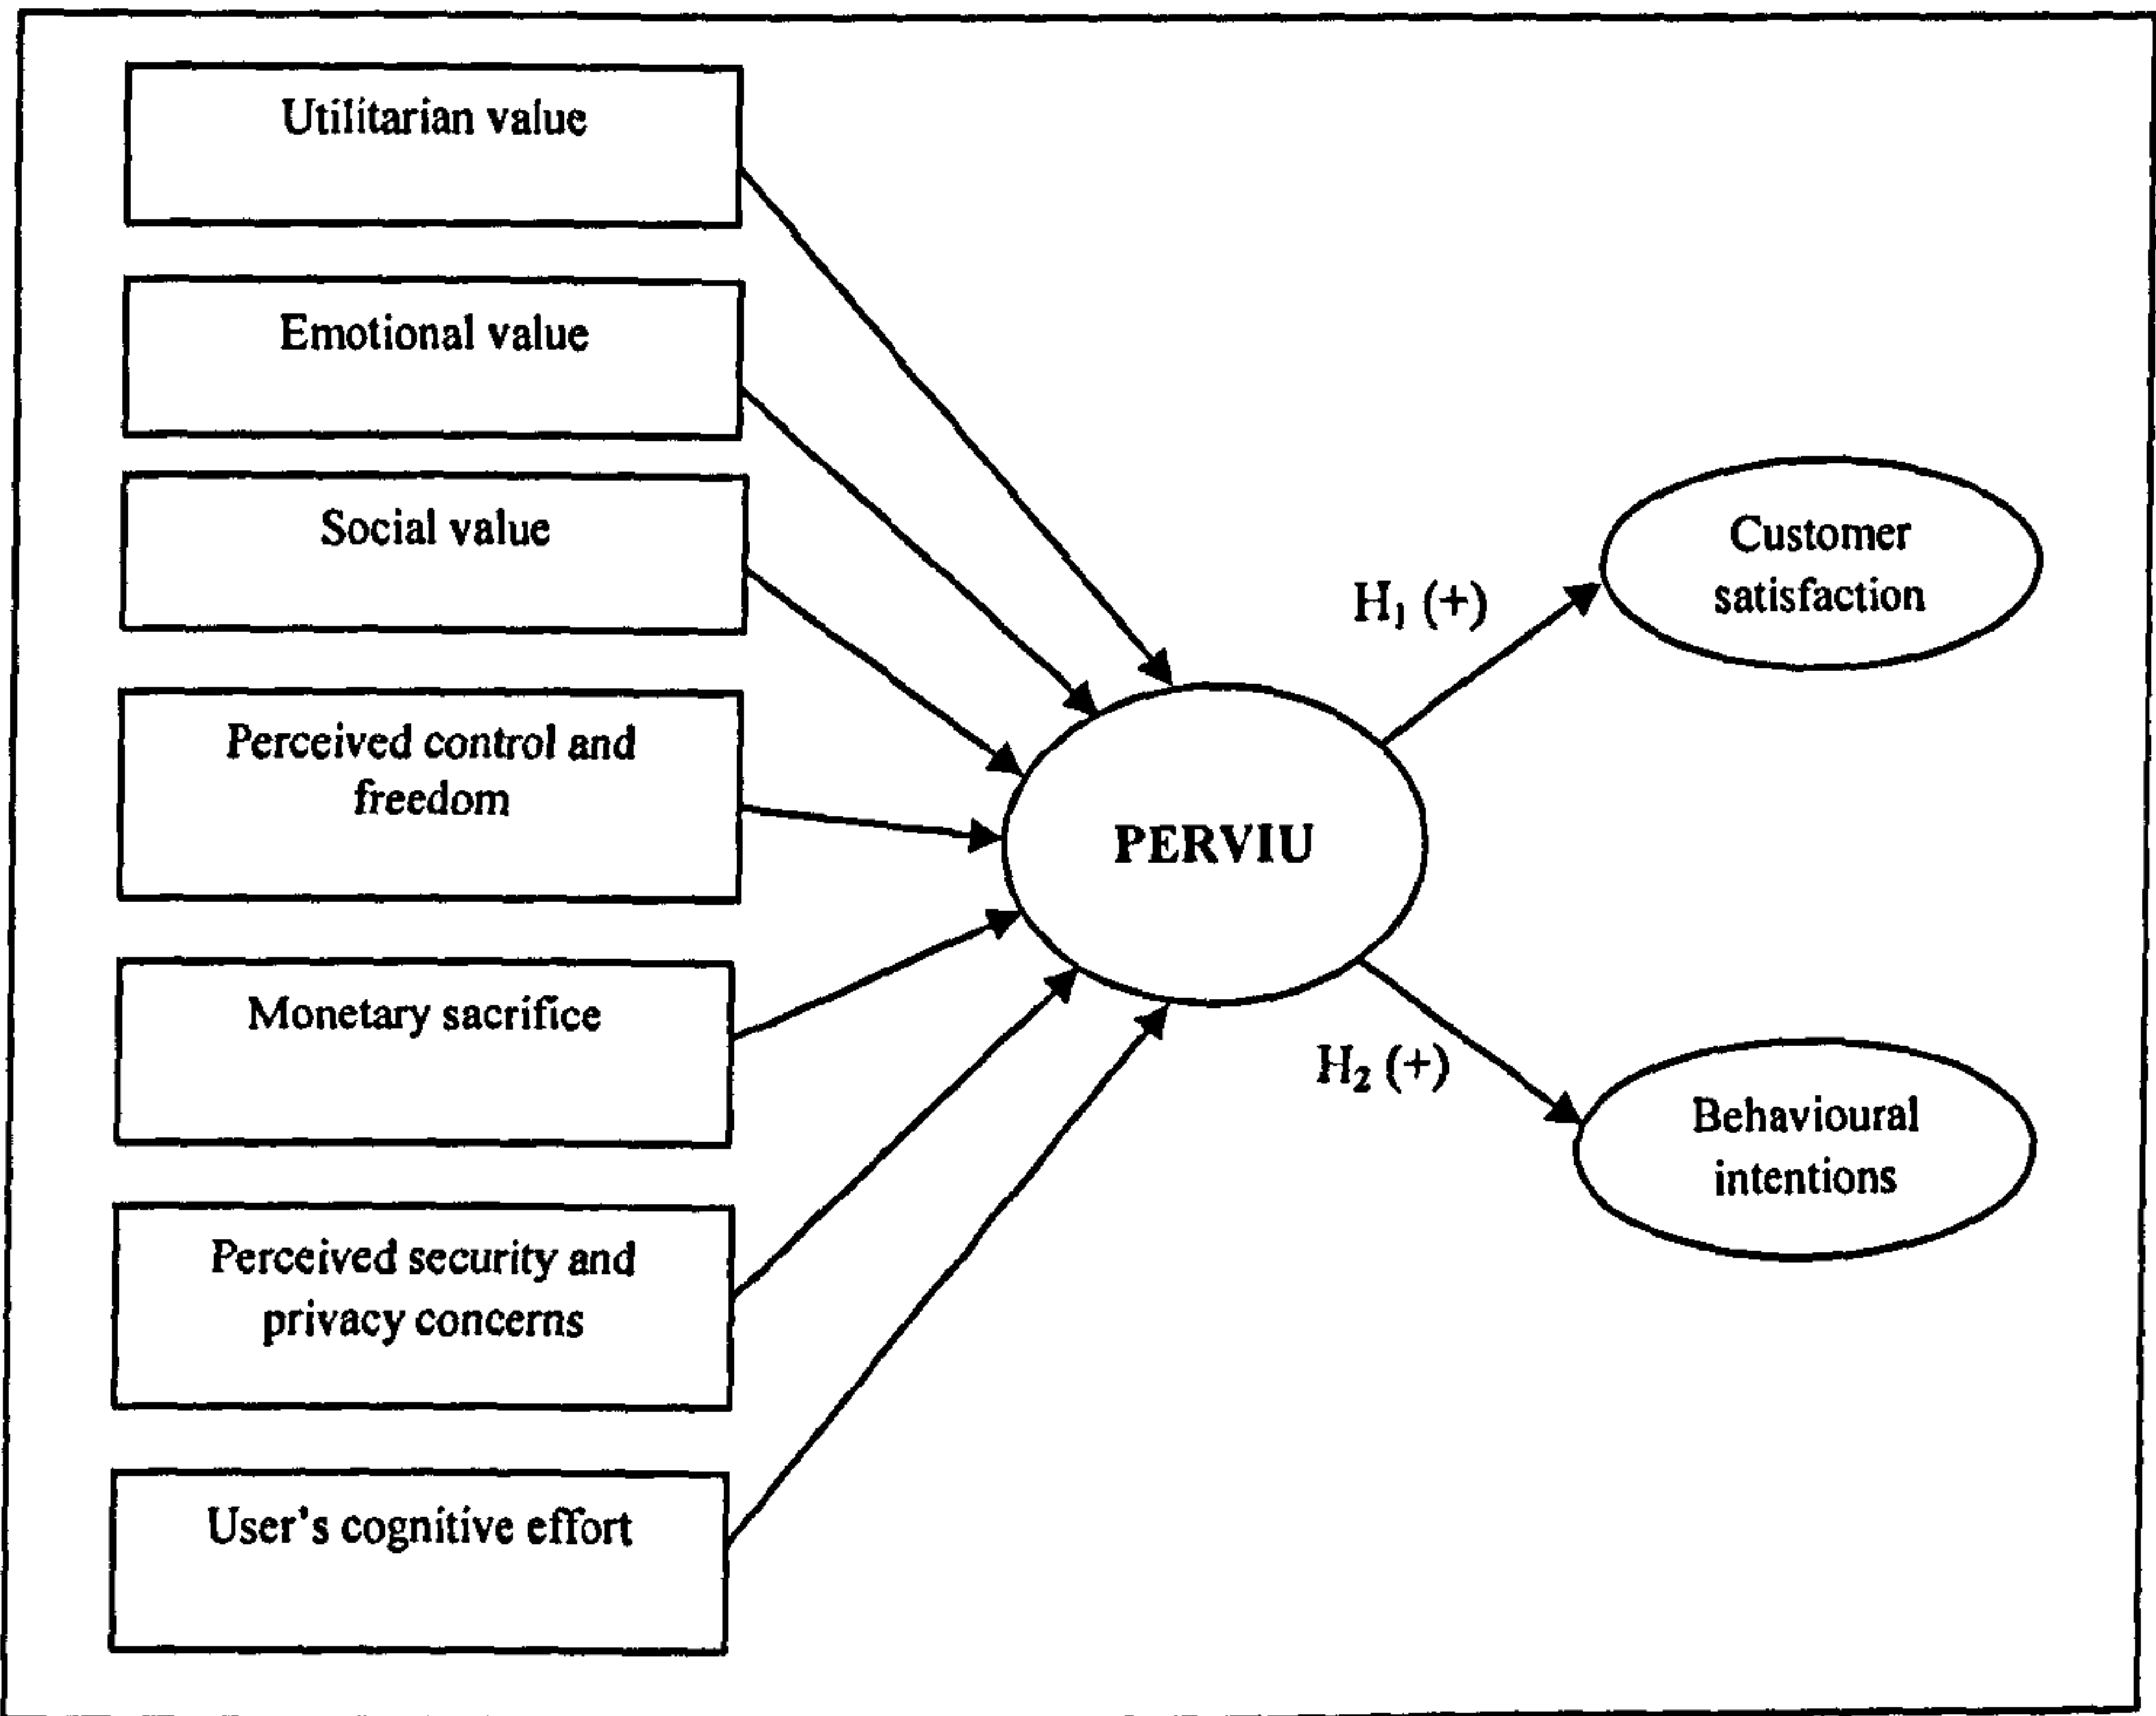 Utilitarian value
Emotional value
Social value
Perceived control and
freedom
Monetary sacrifice
Perceived security and
privacy concerns
User's cognitive effort
PERVIU
H₁ (+)
H₂ (+)
Customer
satisfaction
Behavioural
intentions